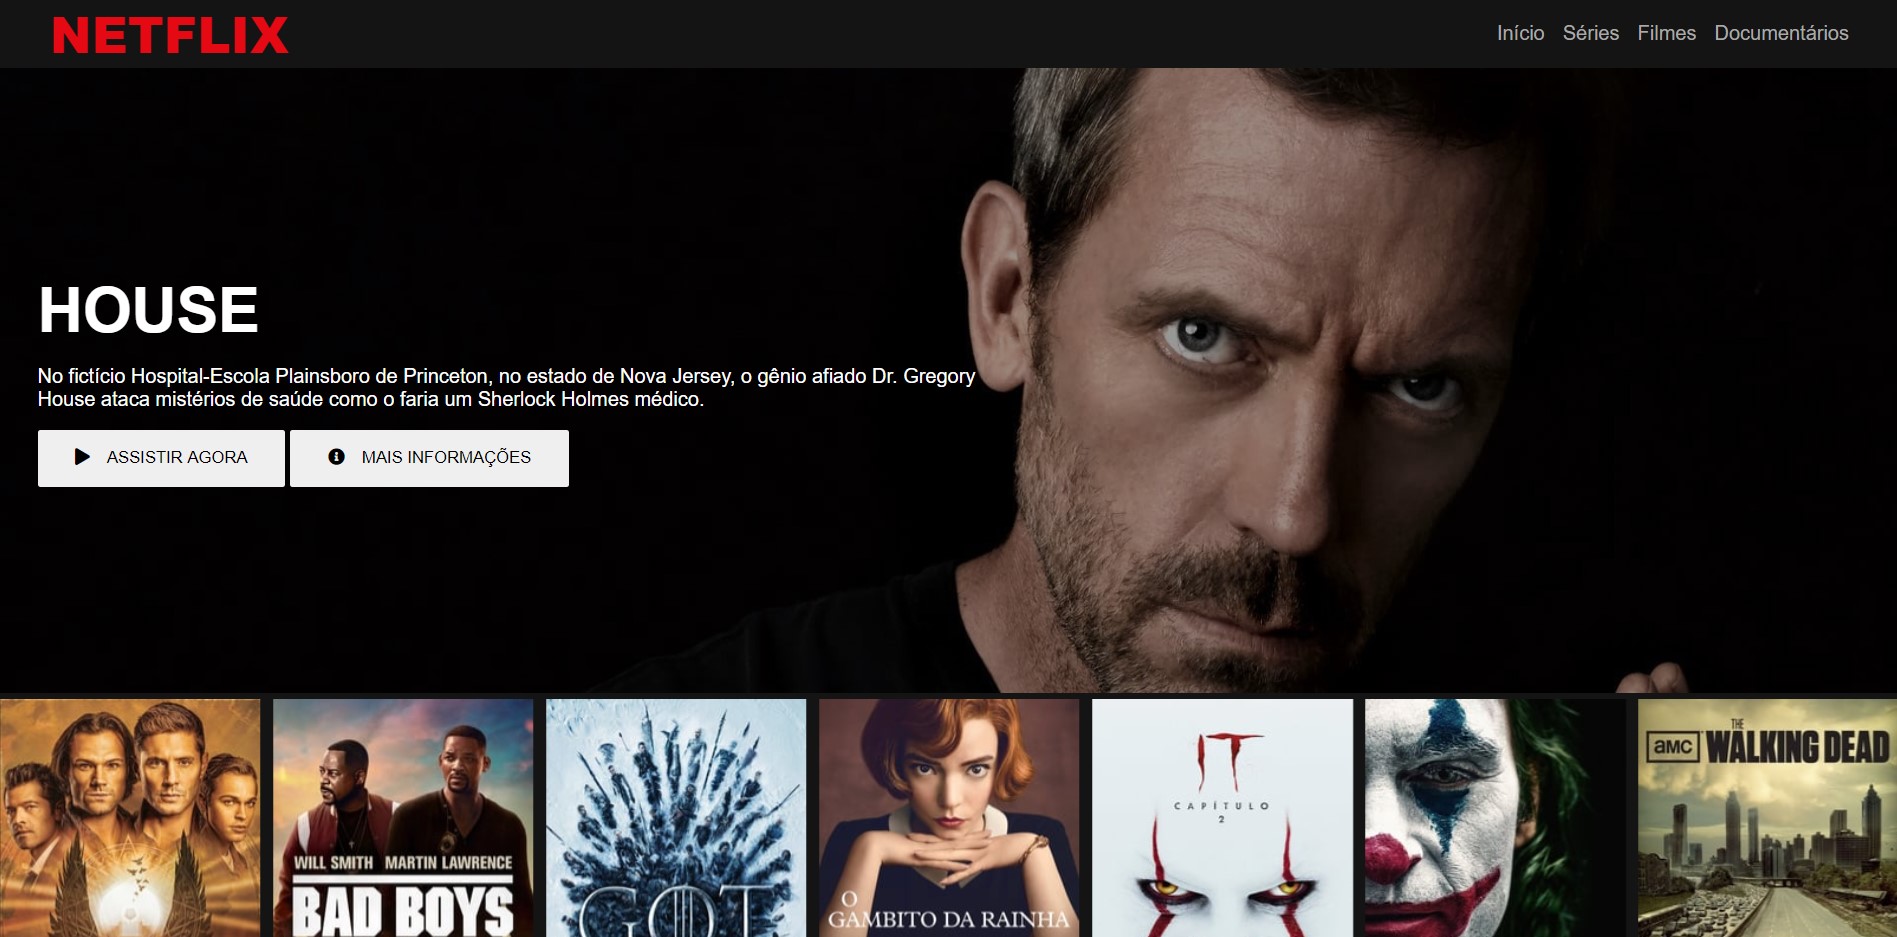 NETFLIX
Início Séries Filmes Documentários
HOUSE
No fictício Hospital-Escola Plainsboro de Princeton, no estado de Nova Jersey, o gênio afiado Dr. Gregory
House ataca mistérios de saúde como o faria um Sherlock Holmes médico.
ASSISTIR AGORA
MAIS INFORMAÇÕES
WILL SMITH MARTIN LAWRENCE
BAD BOYS
GOT
O
GAMBITO DA RAINHA
IT
CAPÍTULO
2
THE
amc WALKING DEAD